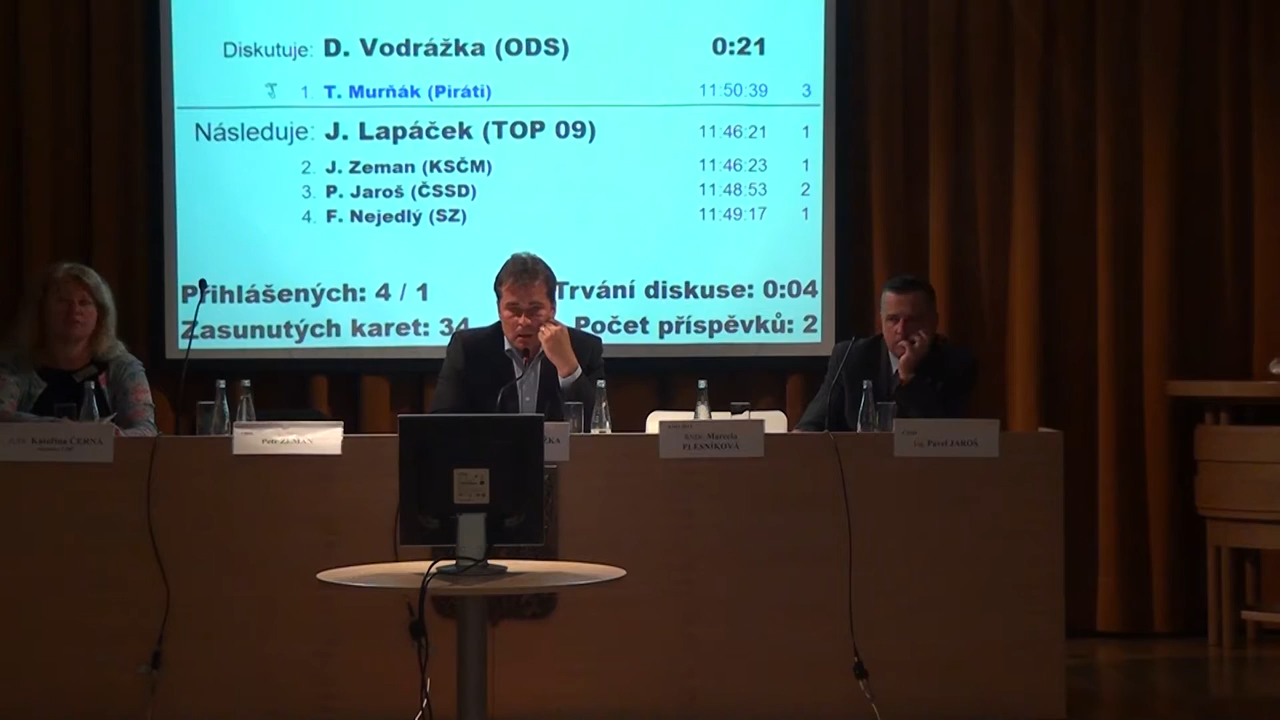 Diskutuje: D. Vodrážka (ODS) 0:21
1. T. Murňák (Piráti) 11:50:39 3
Následuje: J. Lapáček (TOP 09) 11:46:21 1
2. J. Zeman (KSČM) 11:46:23 1
3. P. Jaroš (ČSSD) 11:48:53 2
4. F. Nejedlý (SZ) 11:49:17 1
Přihlášených: 4 / 1 Trvání diskuse: 0:04
Zasunutých karet: 34 Počet příspěvků: 2
Kateřina ČERNÁ
Petr ZEMAN
ŽKA
Marcela
PLESNÍKOVÁ
Ing. Pavel JAROŠ